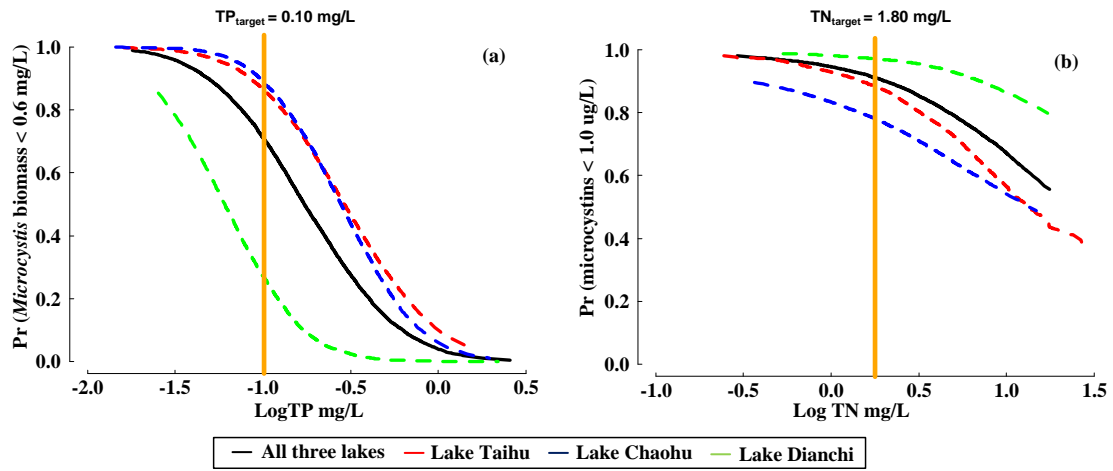 TPtarget = 0.10 mg/L
TNtarget = 1.80 mg/L
(a)
Pr (Microcystis biomass < 0.6 mg/L)
1.0
0.8
0.6
0.4
0.2
0.0
-2.0 -1.5 -1.0 -0.5 0.0 0.5
LogTP mg/L
(b)
Pr (microcystins < 1.0 ug/L)
1.0
0.8
0.6
0.4
0.2
0.0
-1.0 -0.5 0.0 0.5 1.0 1.5
Log TN mg/L
All three lakes Lake Taihu Lake Chaohu Lake Dianchi